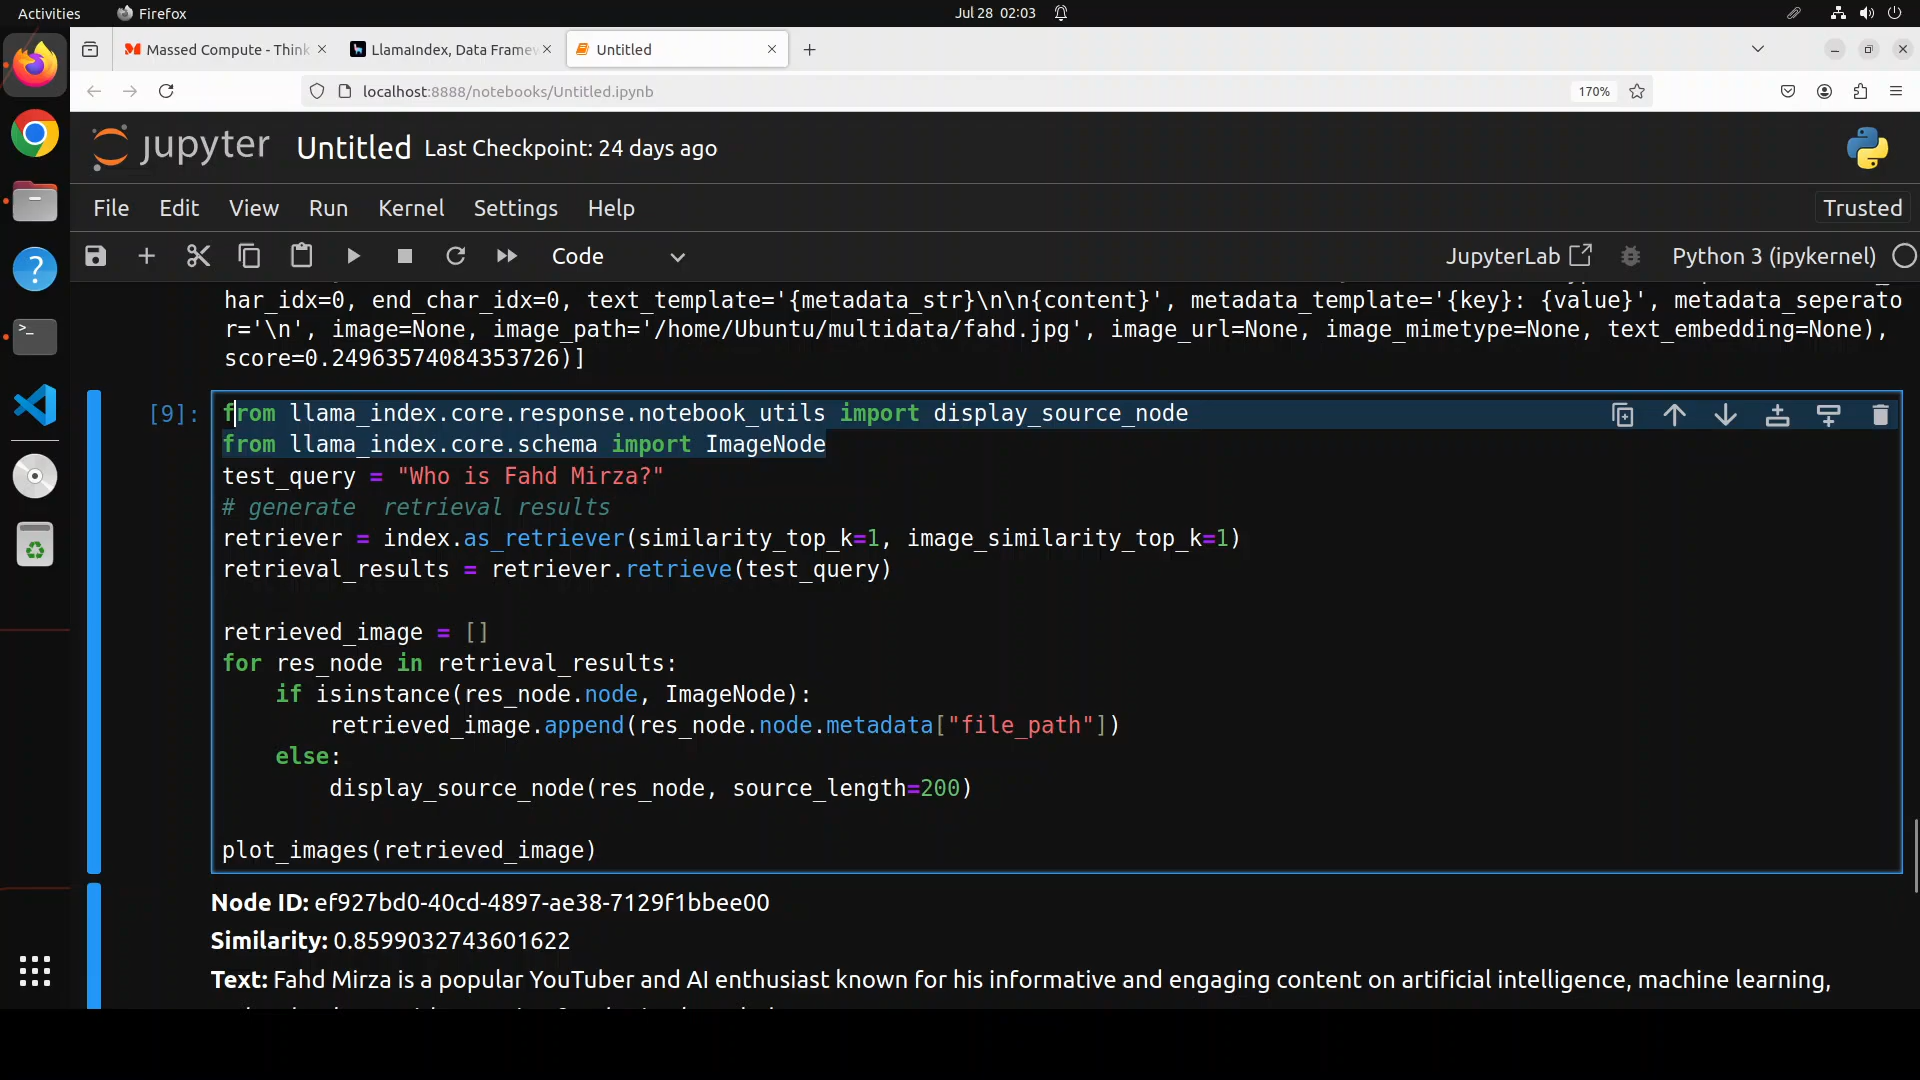 Activities
Firefox
Jul 28 02:03
Massed Compute - Think
LlamaIndex, Data Framew
Untitled
localhost:8888/notebooks/Untitled.ipynb
170%
jupyter
Untitled Last Checkpoint: 24 days ago
File Edit View Run Kernel Settings Help
Trusted
Code
JupyterLab
Python 3 (ipykernel)
har_idx=0, end_char_idx=0, text_template='{metadata_str}\n\n{content}', metadata_template='{key}: {value}', metadata_seperato
r='\n', image=None, image_path='/home/Ubuntu/multidata/fahd.jpg', image_url=None, image_mimetype=None, text_embedding=None),
score=0.24963574084353726)]
[9]:
from llama_index.core.response.notebook_utils import display_source_node
from llama_index.core.schema import ImageNode
test_query = "Who is Fahd Mirza?"
# generate  retrieval results
retriever = index.as_retriever(similarity_top_k=1, image_similarity_top_k=1)
retrieval_results = retriever.retrieve(test_query)
retrieved_image = []
for res_node in retrieval_results:
    if isinstance(res_node.node, ImageNode):
        retrieved_image.append(res_node.node.metadata["file_path"])
    else:
        display_source_node(res_node, source_length=200)
plot_images(retrieved_image)
Node ID: ef927bd0-40cd-4897-ae38-7129f1bbee00
Similarity: 0.8599032743601622
Text: Fahd Mirza is a popular YouTuber and AI enthusiast known for his informative and engaging content on artificial intelligence, machine learning,